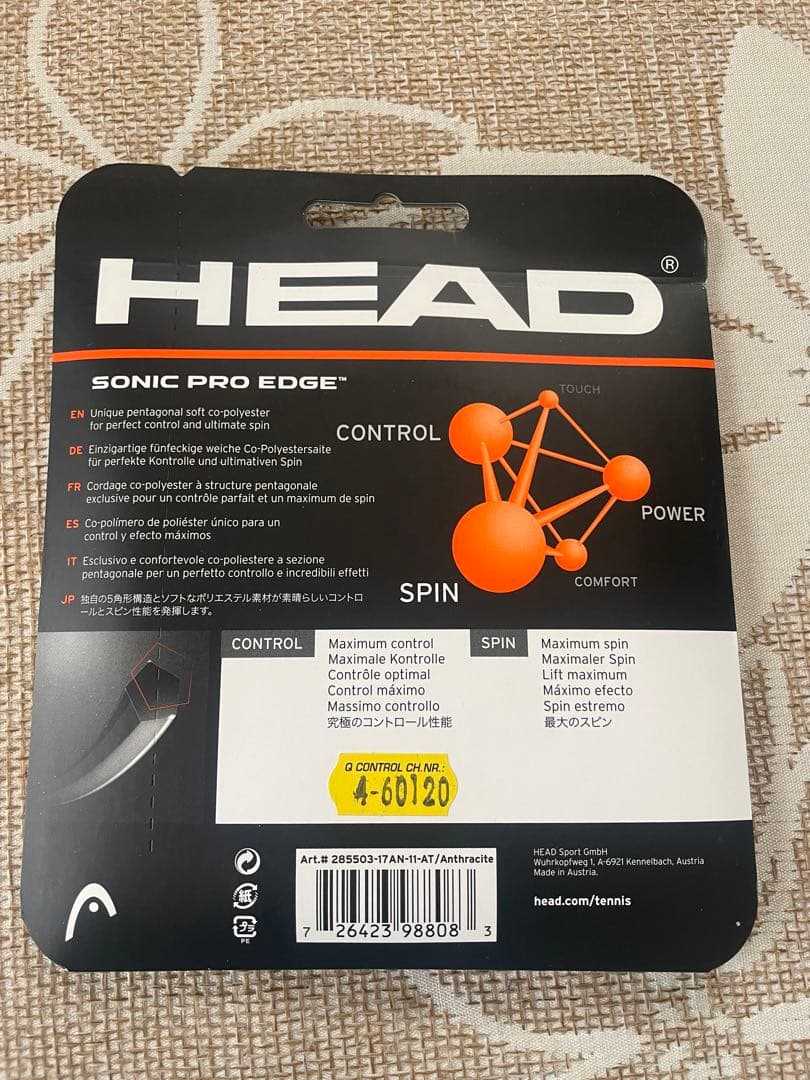 HEAD®
SONIC PRO EDGE™
EN Unique pentagonal soft co-polyester
for perfect control and ultimate spin
DE Einzigartige fünfeckige weiche Co-Polyestersaite
für perfekte Kontrolle und ultimativen Spin
FR Cordage co-polyester à structure pentagonale
exclusive pour un contrôle parfait et un maximum de spin
ES Co-polímero de poliéster único para un
control y efecto máximos
IT Esclusivo e confortevole co-poliestere a sezione
pentagonale per un perfetto controllo e incredibili effetti
JP 独自の5角形構造とソフトなポリエステル素材が素晴らしいコントロ
ールとスピン性能を発揮します。
TOUCH
CONTROL
POWER
COMFORT
SPIN
CONTROL
Maximum control
Maximale Kontrolle
Contrôle optimal
Control máximo
Massimo controllo
究極のコントロール性能
SPIN
Maximum spin
Maximaler Spin
Lift maximum
Máximo efecto
Spin estremo
最大のスピン
Q CONTROL CH.NR.:
4-60120
紙
プラ
PE
Art.# 285503-17AN-11-AT/Anthracite
7 26423 98808 3
HEAD Sport GmbH
Wuhrkopfweg 1, A-6921 Kennelbach, Austria
Made in Austria.
head.com/tennis